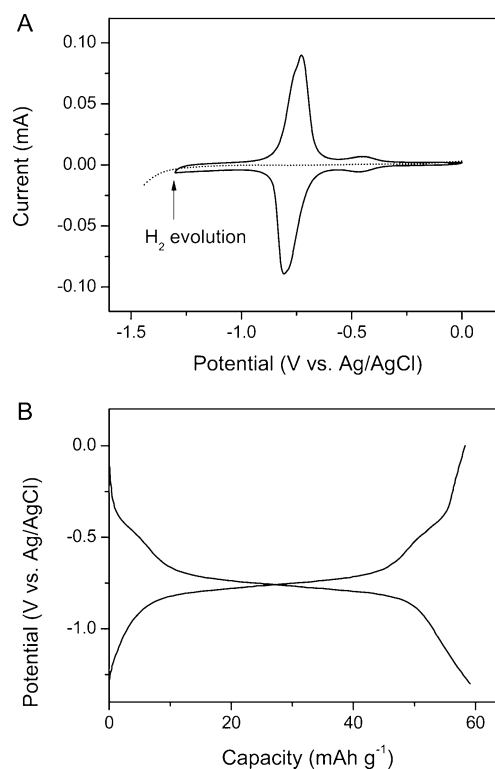 A
0.10
0.05
0.00
-0.05
-0.10
Current (mA)
H2 evolution
-1.5
-1.0
-0.5
0.0
Potential (V vs. Ag/AgCl)
B
0.0
-0.5
-1.0
Potential (V vs. Ag/AgCl)
0
20
40
60
Capacity (mAh g-1)